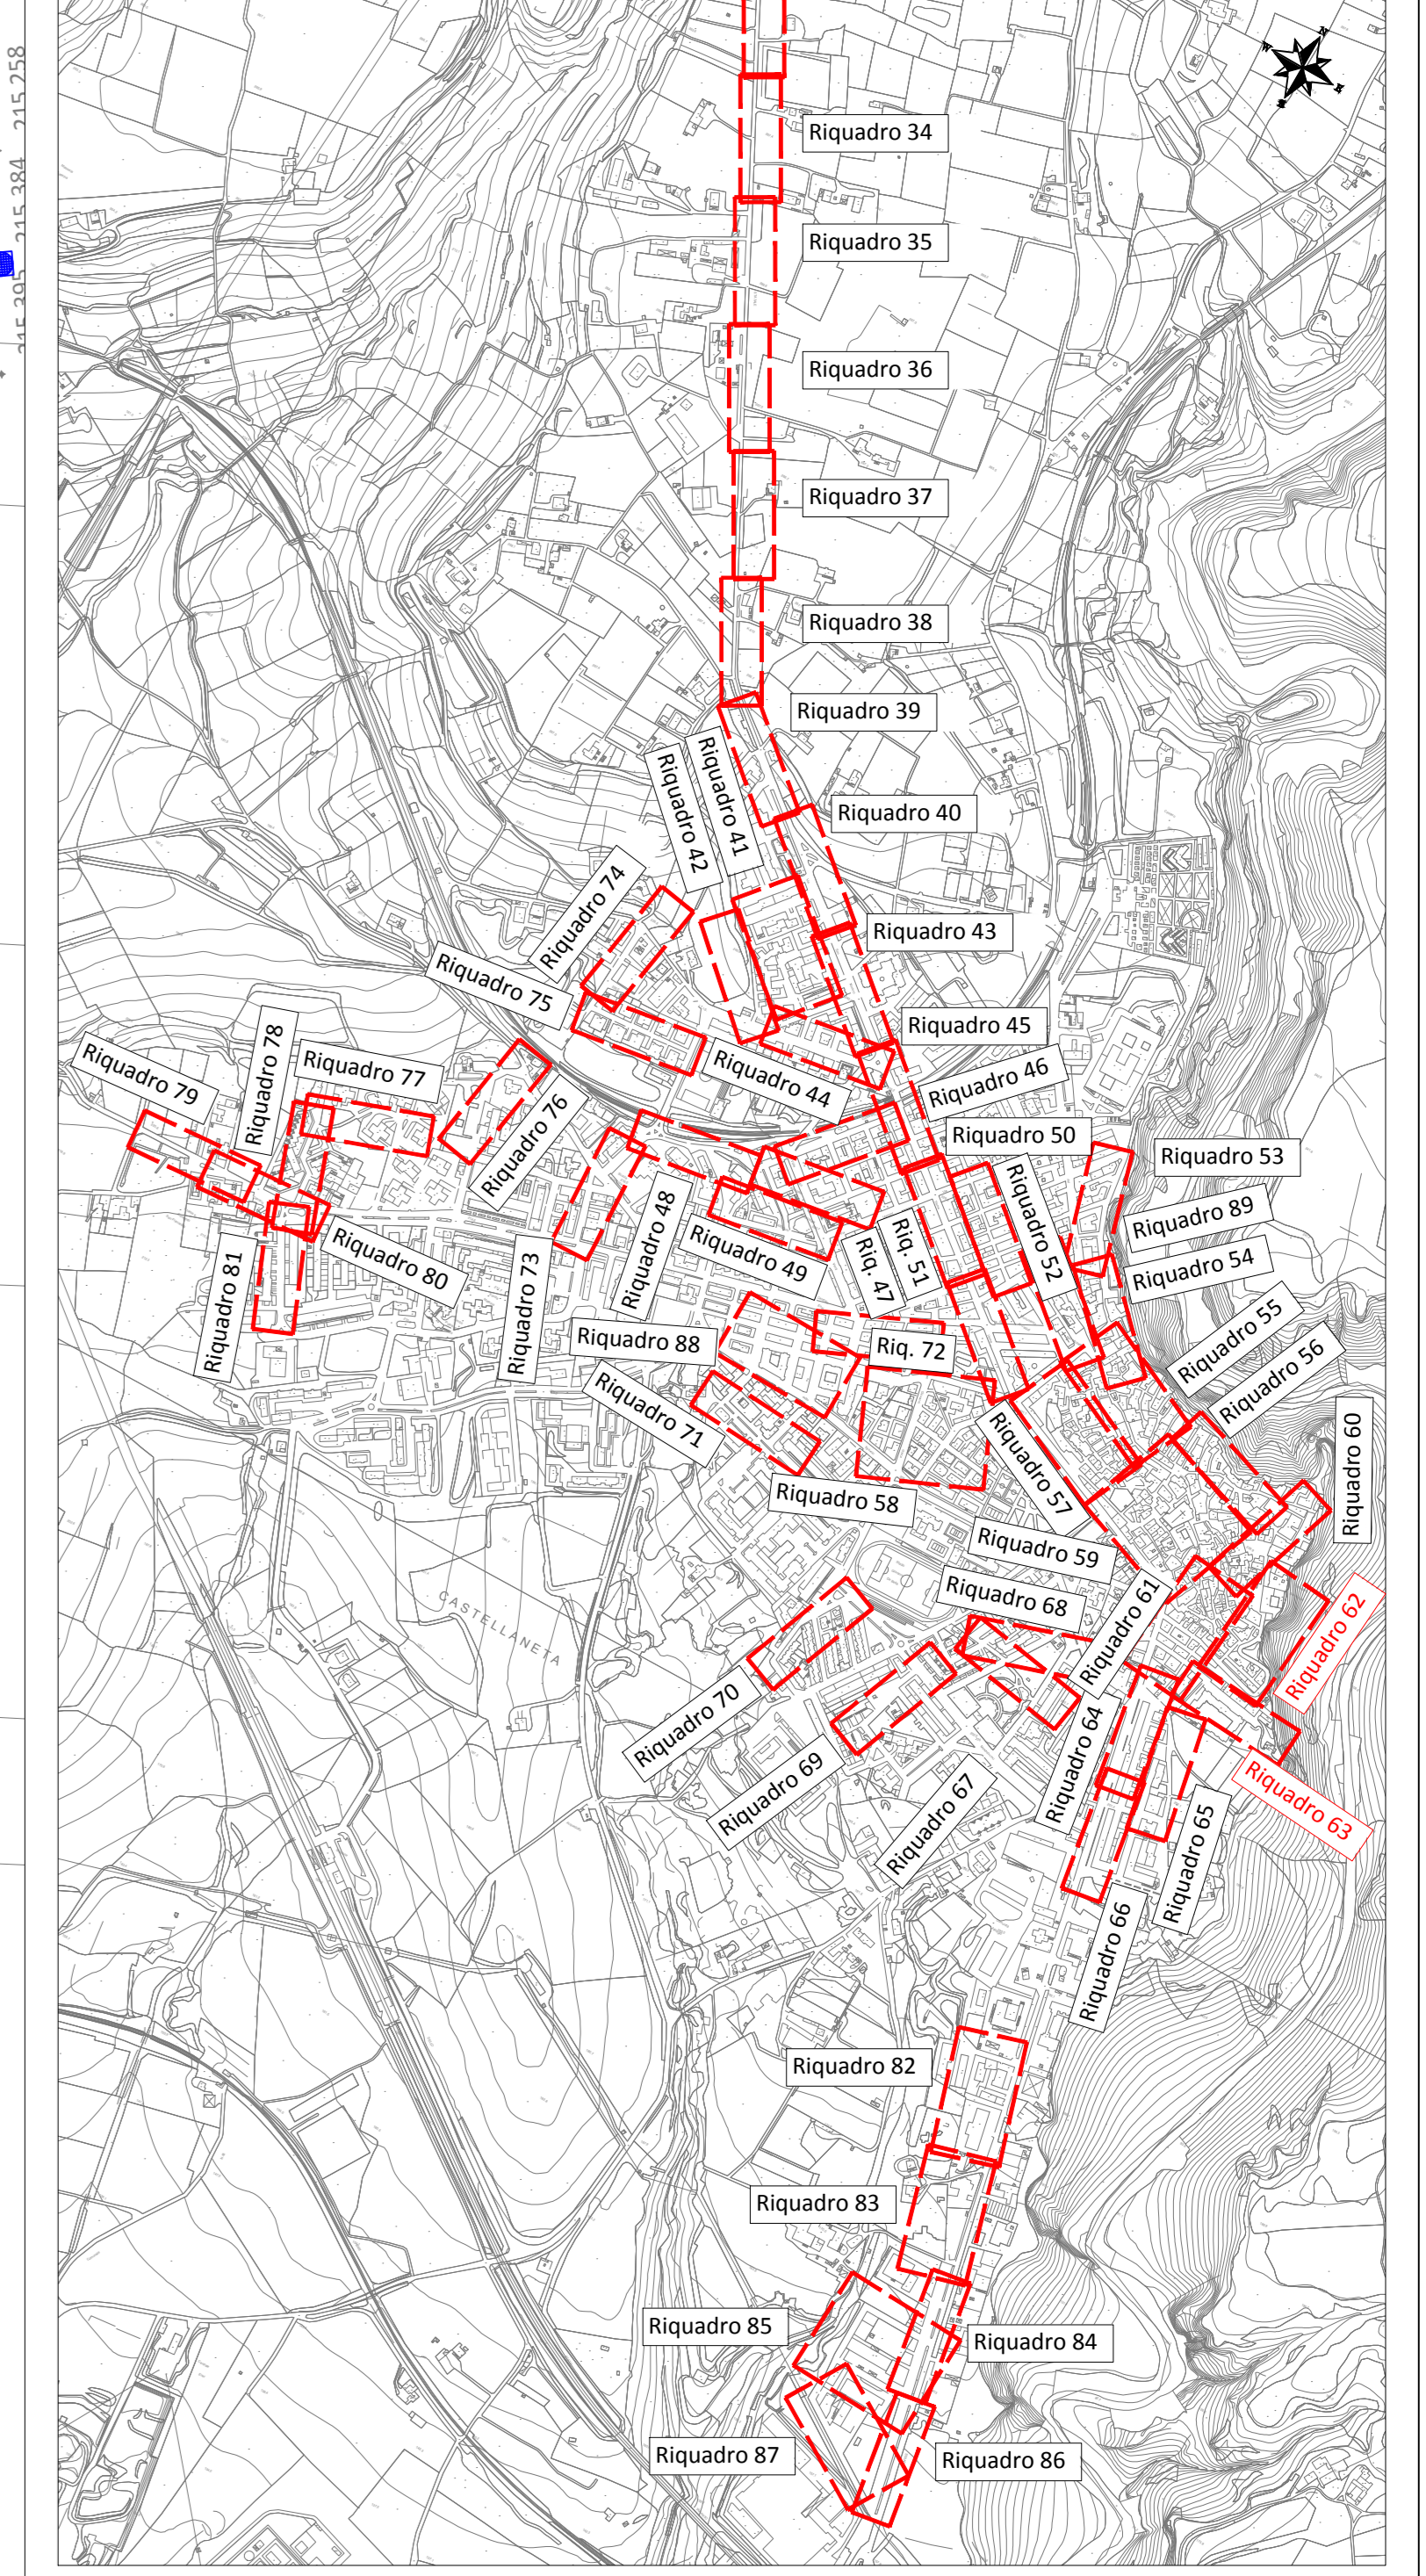 215 258
215 384
215 395
N
W
E
S
Riquadro 34
Riquadro 35
Riquadro 36
Riquadro 37
Riquadro 38
Riquadro 39
Riquadro 40
Riquadro 41
Riquadro 42
Riquadro 74
Riquadro 43
Riquadro 75
Riquadro 45
Riquadro 78
Riquadro 77
Riquadro 79
Riquadro 44
Riquadro 46
Riquadro 76
Riquadro 50
Riquadro 53
Riquadro 52
Riquadro 89
Riquadro 48
Riquadro 49
Riq. 47
Riq. 51
Riquadro 54
Riquadro 80
Riquadro 81
Riquadro 73
Riquadro 55
Riquadro 88
Riq. 72
Riquadro 56
Riquadro 71
Riquadro 57
Riquadro 60
Riquadro 58
Riquadro 59
Riquadro 68
Riquadro 61
Riquadro 62
CASTELLANETA
Riquadro 70
Riquadro 64
Riquadro 69
Riquadro 67
Riquadro 63
Riquadro 65
Riquadro 66
Riquadro 82
Riquadro 83
Riquadro 85
Riquadro 84
Riquadro 87
Riquadro 86